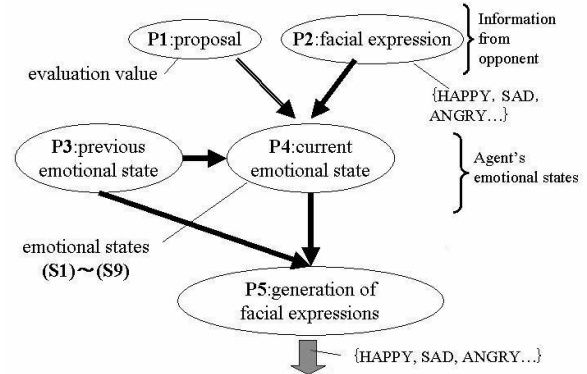 P1:proposal
P2:facial expression
Information
from
opponent
evaluation value
{HAPPY, SAD,
ANGRY…}
P3:previous
emotional state
P4:current
emotional state
Agent's
emotional states
emotional states
(S1)～(S9)
P5:generation of
facial expressions
{HAPPY, SAD, ANGRY…}